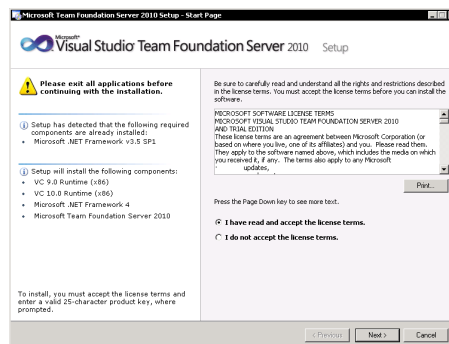 Microsoft Team Foundation Server 2010 Setup - Start Page
Microsoft
Visual Studio Team Foundation Server 2010 Setup
Please exit all applications before
continuing with the installation.
Setup has detected that the following required
components are already installed:
• Microsoft .NET Framework v3.5 SP1
Setup will install the following components:
• VC 9.0 Runtime (x86)
• VC 10.0 Runtime (x86)
• Microsoft .NET Framework 4
• Microsoft Team Foundation Server 2010
To install, you must accept the license terms and
enter a valid 25-character product key, where
prompted.
Be sure to carefully read and understand all the rights and restrictions described
in the license terms. You must accept the license terms before you can install the
software.
MICROSOFT SOFTWARE LICENSE TERMS
MICROSOFT VISUAL STUDIO TEAM FOUNDATION SERVER 2010
AND TRIAL EDITION
These license terms are an agreement between Microsoft Corporation (or
based on where you live, one of its affiliates) and you. Please read them.
They apply to the software named above, which includes the media on which
you received it, if any. The terms also apply to any Microsoft
· updates,
Print...
Press the Page Down key to see more text.
I have read and accept the license terms.
I do not accept the license terms.
< Previous
Next >
Cancel